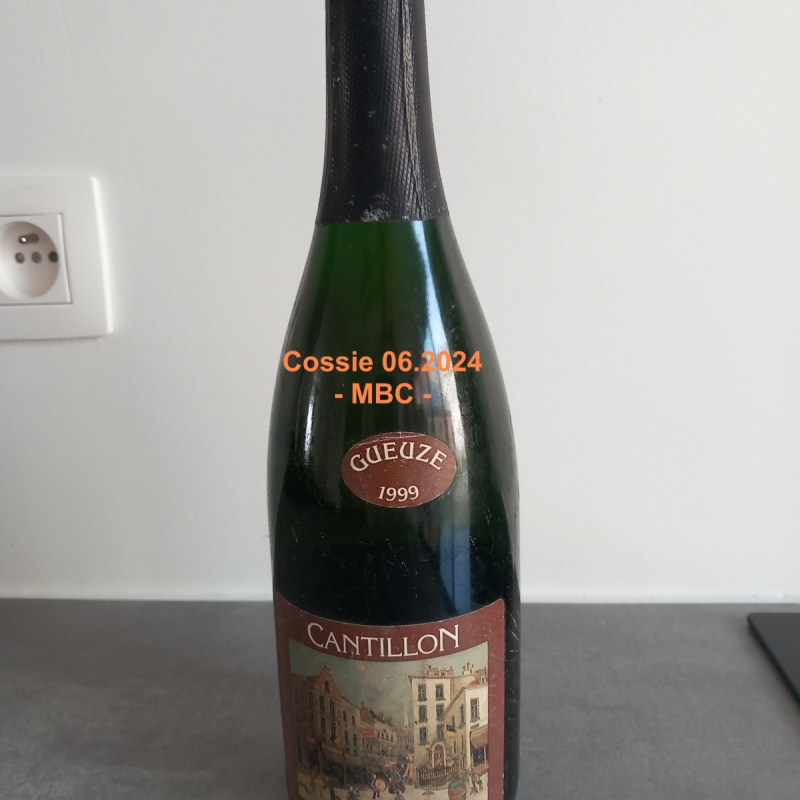 Cossie 06.2024
- MBC -
GUEUZE
1999
CANTILLON